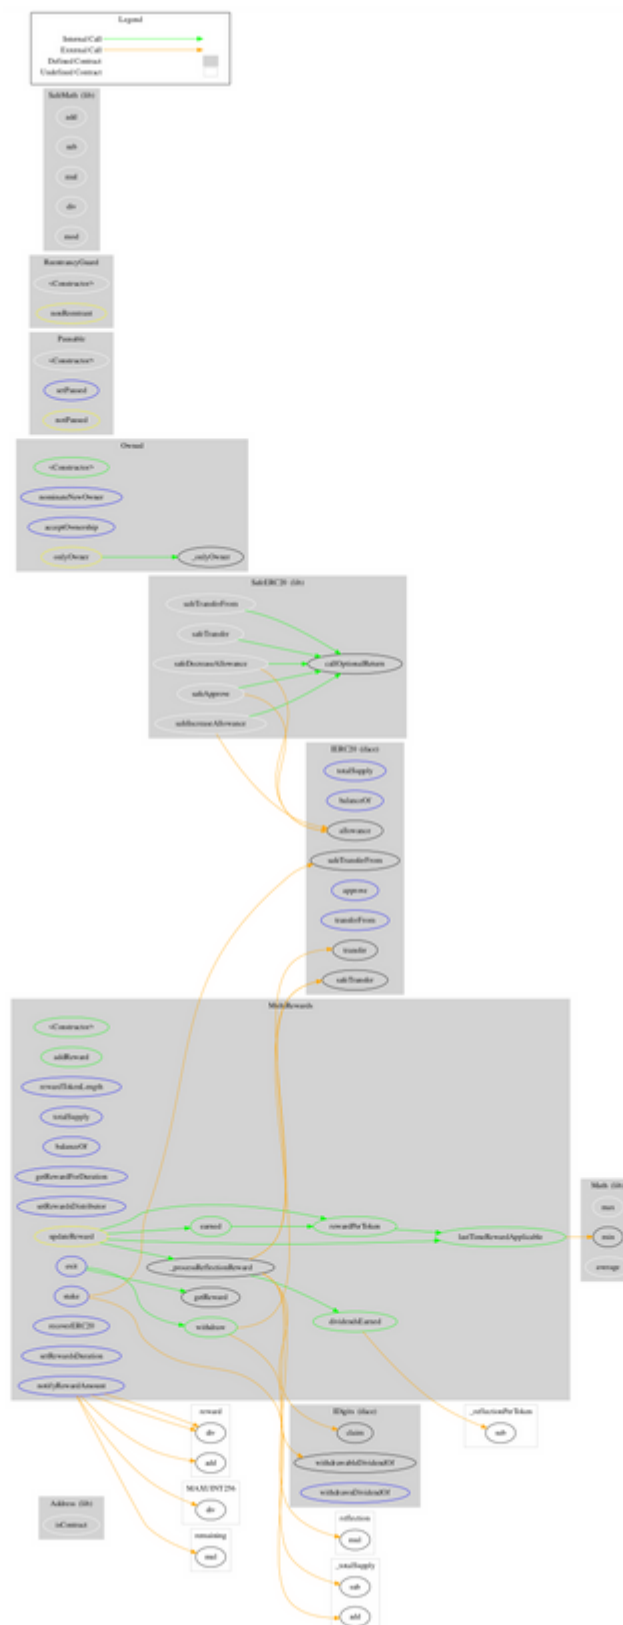 Legend
Internal Call
External Call
Defined Contract
Undefined Contract
SafeMath (lib)
add
sub
mul
div
mod
ReentrancyGuard
<Constructor>
nonReentrant
Pausable
<Constructor>
setPaused
notPaused
Owned
<Constructor>
nominateNewOwner
acceptOwnership
onlyOwner
_onlyOwner
SafeERC20 (lib)
safeTransferFrom
safeTransfer
safeDecreaseAllowance
callOptionalReturn
safeApprove
safeIncreaseAllowance
IERC20 (iface)
totalSupply
balanceOf
allowance
safeTransferFrom
approve
transferFrom
transfer
safeTransfer
MultiRewards
<Constructor>
addReward
rewardTokenLength
totalSupply
balanceOf
getRewardForDuration
setRewardsDistributor
updateReward
earned
rewardPerToken
lastTimeRewardApplicable
exit
_processReflectionReward
stake
getReward
withdraw
dividendsEarned
recoverERC20
setRewardsDuration
notifyRewardAmount
Math (lib)
max
min
average
reward
div
add
IDigits (iface)
claim
withdrawableDividendOf
withdrawnDividendOf
_reflectionPerToken
sub
MAXUINT256
div
Address (lib)
isContract
remaining
mul
reflection
mul
_totalSupply
sub
add